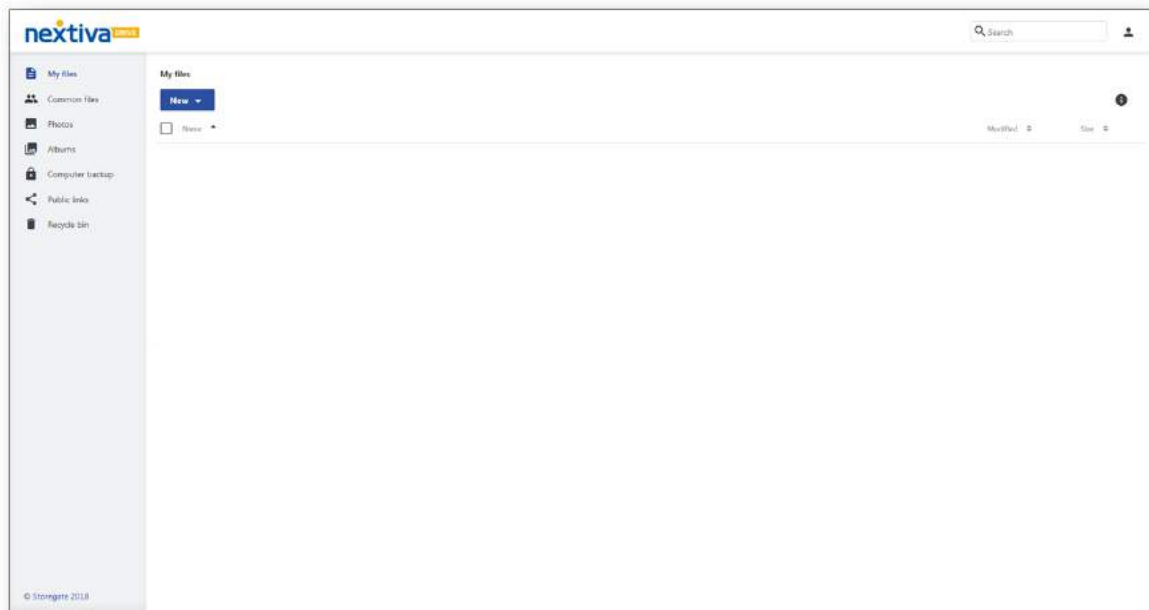 nextiva DRIVE
Search
My files
Common files
Photos
Albums
Computer backup
Public links
Recycle bin
My files
New
Name
Modified
Size
© Storegate 2018